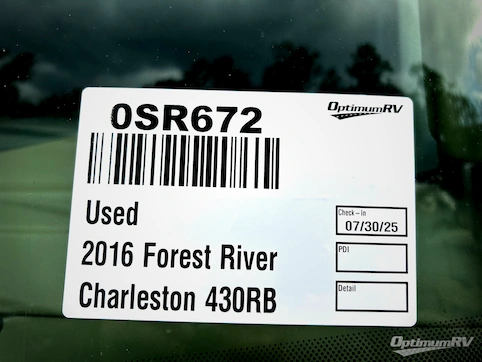 0SR672
OptimumRV
Used
2016 Forest River
Charleston 430RB
Check-In
07/30/25
PDI
Detail
OptimumRV